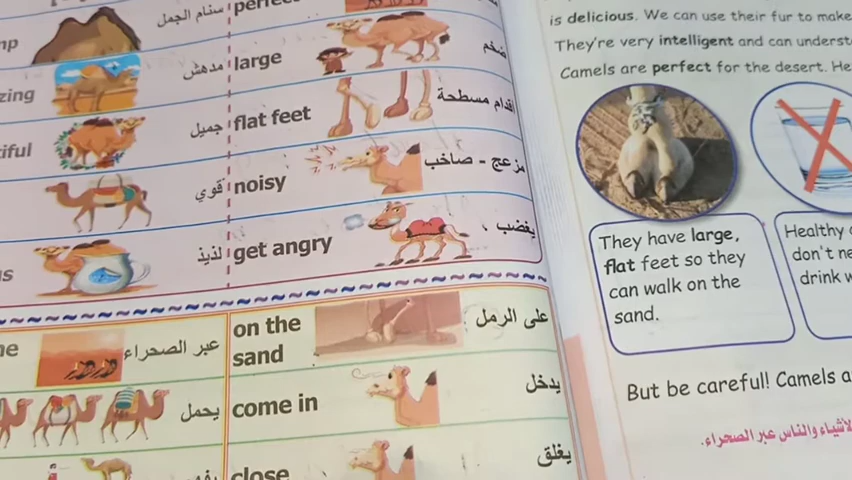 سنام الجمل
مدهش large ضخم
جميل flat feet أقدام مسطحة
قوي noisy مزعج - صاخب
لذيذ get angry يغضب
عبر الصحراء on the sand على الرمل
يحمل come in يدخل
close يغلق
is delicious. We can use their fur to make
They're very intelligent and can
Camels are perfect for the desert.
They have large,
flat feet so they
can walk on the
sand.
Healthy
don't
drink
But be careful! Camels
والناس عبر الصحراء.